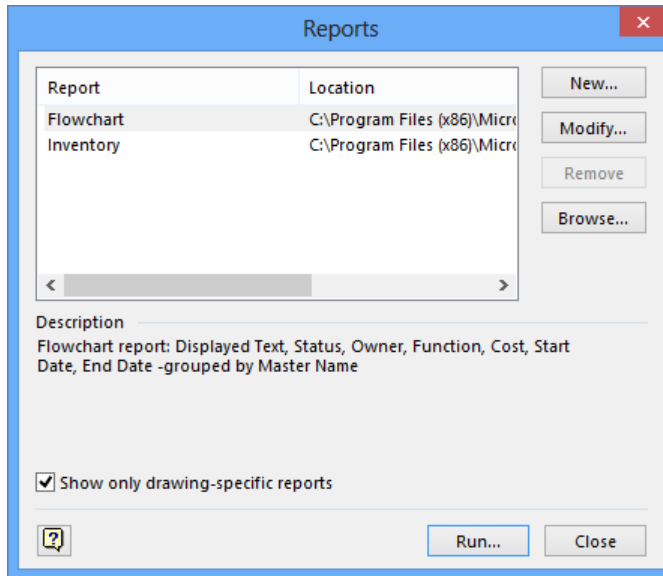 Reports
Report Location
Flowchart C:\Program Files (x86)\Micro
Inventory C:\Program Files (x86)\Micro
New...
Modify...
Remove
Browse...
Description
Flowchart report: Displayed Text, Status, Owner, Function, Cost, Start
Date, End Date -grouped by Master Name
Show only drawing-specific reports
Run...
Close